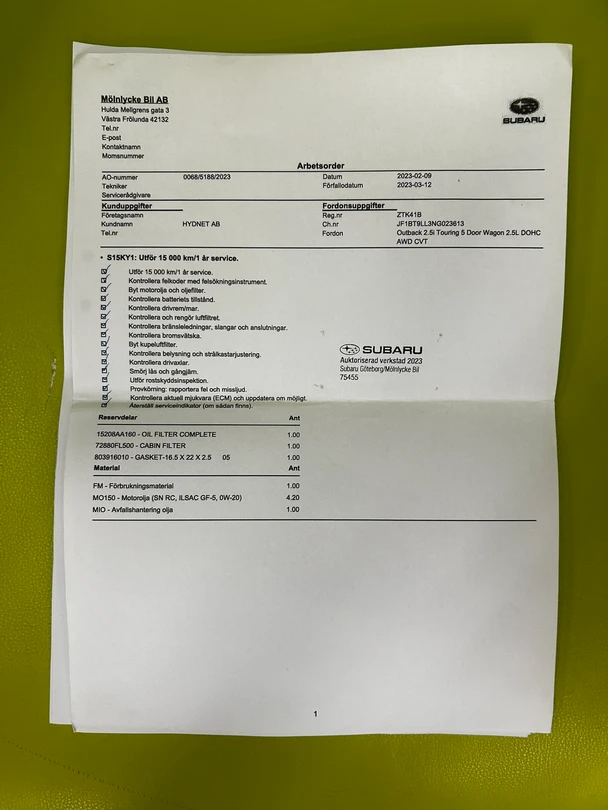 Mölnlycke Bil AB
Hulda Mellgrens gata 3
Västra Frölunda 42132
Tel.nr
E-post
Kontaktnamn
Momsnummer
SUBARU
Arbetsorder
AO-nummer 0068/5188/2023 Datum 2023-02-09
Tekniker Förfallodatum 2023-03-12
Servicerådgivare
Kunduppgifter Fordonsuppgifter
Företagsnamn Reg.nr ZTK41B
Kundnamn HYDNET AB Ch.nr JF1BT9LL3NG023613
Tel.nr Fordon Outback 2.5i Touring 5 Door Wagon 2.5L DOHC
AWD CVT
• S15KY1: Utför 15 000 km/1 år service.
Utför 15 000 km/1 år service.
Kontrollera felkoder med felsökningsinstrument.
Byt motorolja och oljefilter.
Kontrollera batteriets tillstånd.
Kontrollera drivrem/mar.
Kontrollera och rengör luftfiltret.
Kontrollera bränsleledningar, slangar och anslutningar.
Kontrollera bromsvätska.
Byt kupeluftfilter.
Kontrollera belysning och strålkastarjustering.
Kontrollera drivaxlar.
Smörj lås och gångjärn.
Utför rostskyddsinspektion.
Provkörning: rapportera fel och missljud.
Kontrollera aktuell mjukvara (ECM) och uppdatera om möjligt.
Återställ serviceindikator (om sådan finns).
SUBARU
Auktoriserad verkstad 2023
Subaru Göteborg/Mölnlycke Bil
75455
Reservdelar Ant
15208AA160 - OIL FILTER COMPLETE 1.00
72880FL500 - CABIN FILTER 1.00
803916010 - GASKET-16.5 X 22 X 2.5 05 1.00
Material Ant
FM - Förbrukningsmaterial 1.00
MO150 - Motorolja (SN RC, ILSAC GF-5, 0W-20) 4.20
MIO - Avfallshantering olja 1.00
1